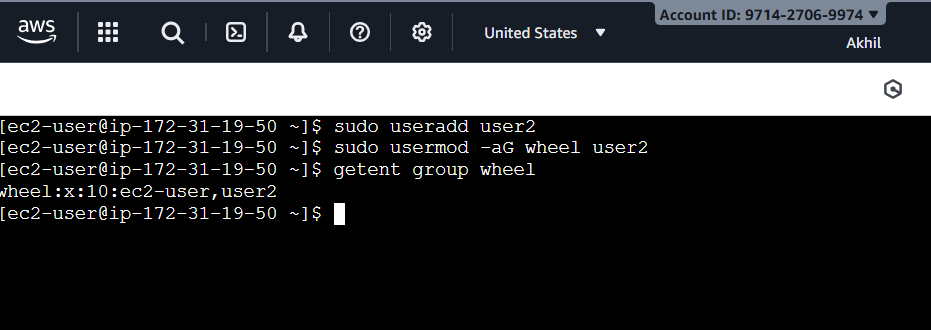 aws
United States ▼
Account ID: 9714-2706-9974 ▼
Akhil
[ec2-user@ip-172-31-19-50 ~]$ sudo useradd user2
[ec2-user@ip-172-31-19-50 ~]$ sudo usermod -aG wheel user2
[ec2-user@ip-172-31-19-50 ~]$ getent group wheel
wheel:x:10:ec2-user,user2
[ec2-user@ip-172-31-19-50 ~]$